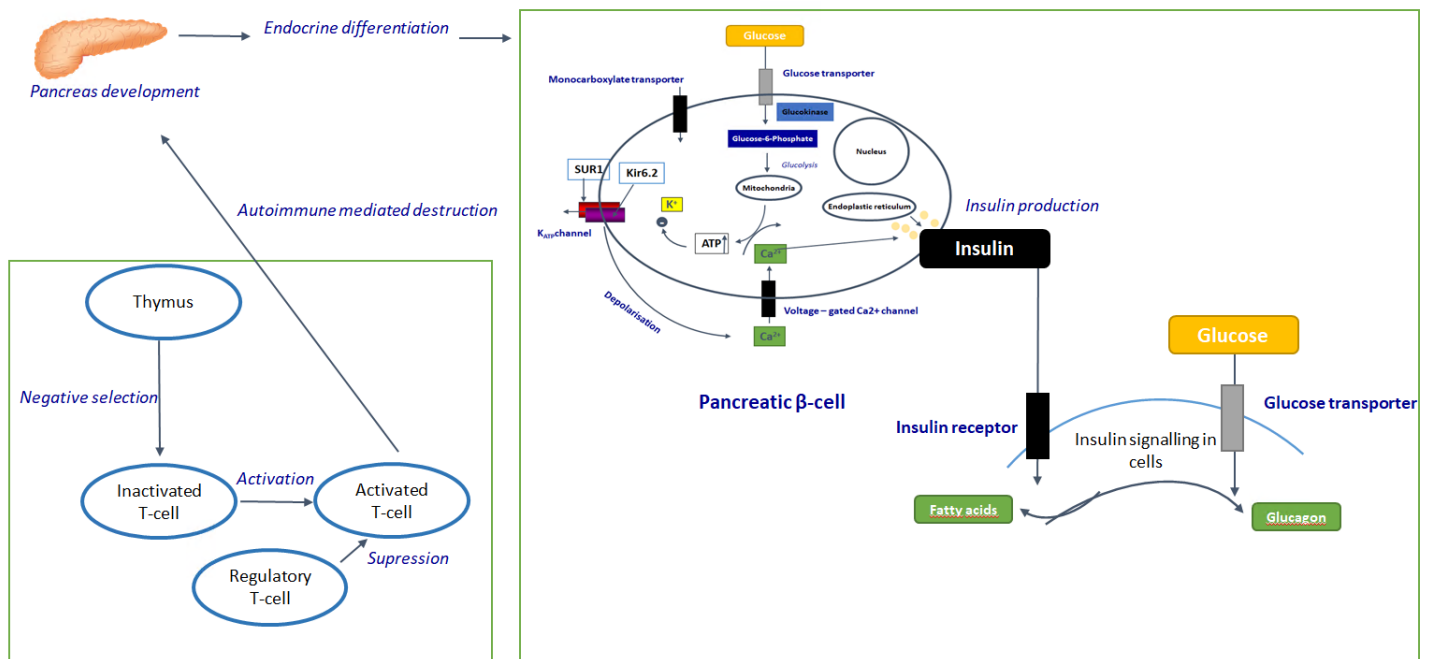 Endocrine differentiation
Pancreas development
Autoimmune mediated destruction
Thymus
Negative selection
Inactivated
T-cell
Activation
Activated
T-cell
Supression
Regulatory
T-cell
Glucose
Monocarboxylate transporter
Glucose transporter
Glucokinase
Glucose-6-Phosphate
Glucolysis
Nucleus
SUR1
Kir6.2
Mitochondria
Endoplastic reticulum
K⁺
-
KATPchannel
ATP
Ca²⁺
Insulin production
Insulin
Depolarisation
Voltage – gated Ca2+ channel
Ca²⁺
Pancreatic β-cell
Glucose
Insulin receptor
Glucose transporter
Insulin signalling in
cells
Fatty acids
Glucagon